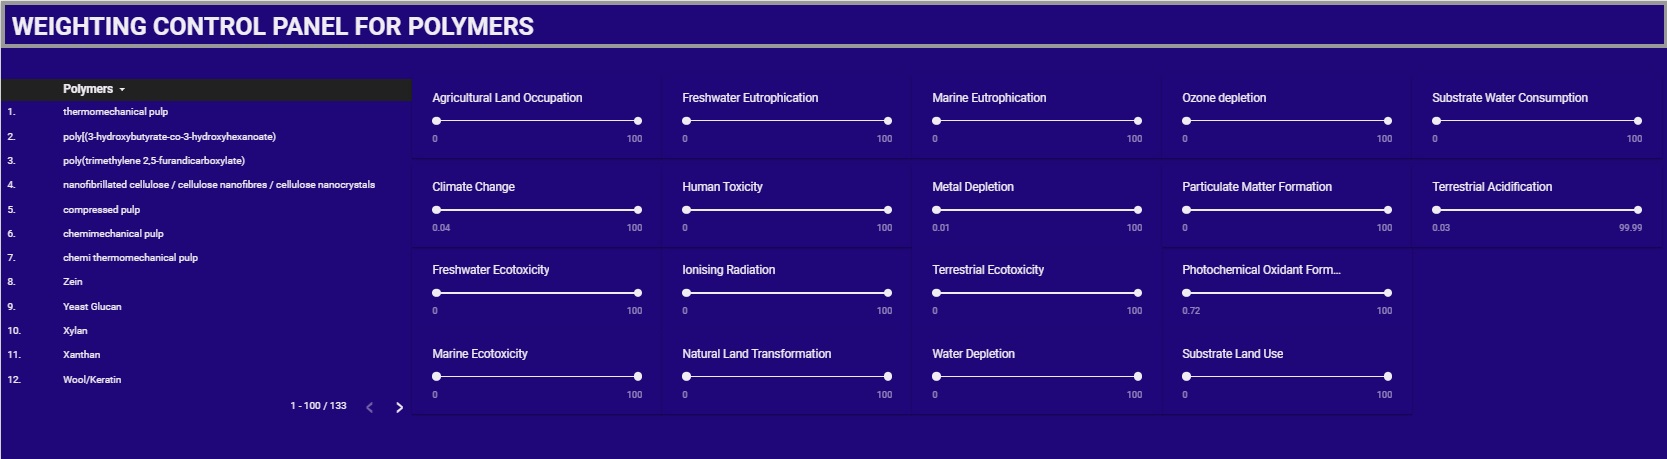 WEIGHTING CONTROL PANEL FOR POLYMERS
Polymers
1. thermomechanical pulp
2. poly[(3-hydroxybutyrate-co-3-hydroxyhexanoate)
3. poly(trimethylene 2,5-furandicarboxylate)
4. nanofibrillated cellulose / cellulose nanofibres / cellulose nanocrystals
5. compressed pulp
6. chemimechanical pulp
7. chemi thermomechanical pulp
8. Zein
9. Yeast Glucan
10. Xylan
11. Xanthan
12. Wool/Keratin
1 - 100 / 133
Agricultural Land Occupation
0 100
Freshwater Eutrophication
0 100
Marine Eutrophication
0 100
Ozone depletion
0 100
Substrate Water Consumption
0 100
Climate Change
0.04 100
Human Toxicity
0 100
Metal Depletion
0.01 100
Particulate Matter Formation
0 100
Terrestrial Acidification
0.03 99.99
Freshwater Ecotoxicity
0 100
Ionising Radiation
0 100
Terrestrial Ecotoxicity
0 100
Photochemical Oxidant Form...
0.72 100
Marine Ecotoxicity
0 100
Natural Land Transformation
0 100
Water Depletion
0 100
Substrate Land Use
0 100